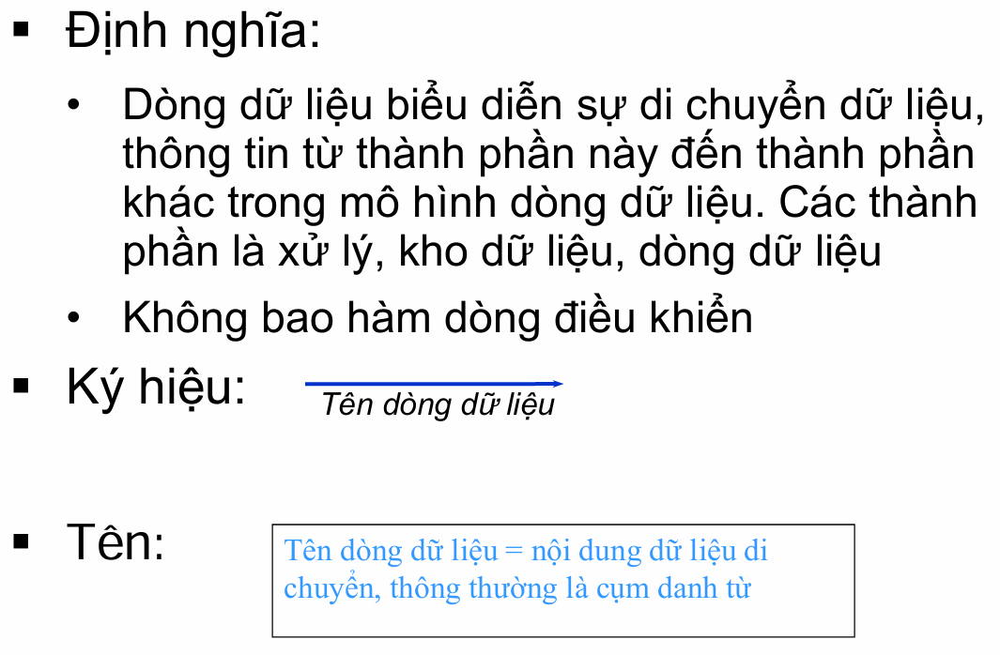 ▪ Định nghĩa:
• Dòng dữ liệu biểu diễn sự di chuyển dữ liệu,
thông tin từ thành phần này đến thành phần
khác trong mô hình dòng dữ liệu. Các thành
phần là xử lý, kho dữ liệu, dòng dữ liệu
• Không bao hàm dòng điều khiển
▪ Ký hiệu:
Tên dòng dữ liệu
▪ Tên:
Tên dòng dữ liệu = nội dung dữ liệu di
chuyển, thông thường là cụm danh từ